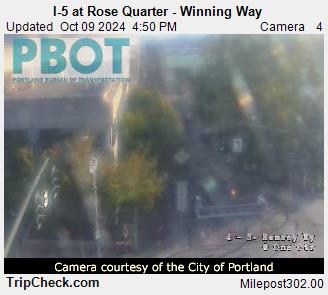 I-5 at Rose Quarter - Winning Way
Updated Oct 09 2024 4:50 PM Camera 4
PBOT
PORTLAND BUREAU OF TRANSPORTATION
Camera courtesy of the City of Portland
TripCheck.com Milepost302.00